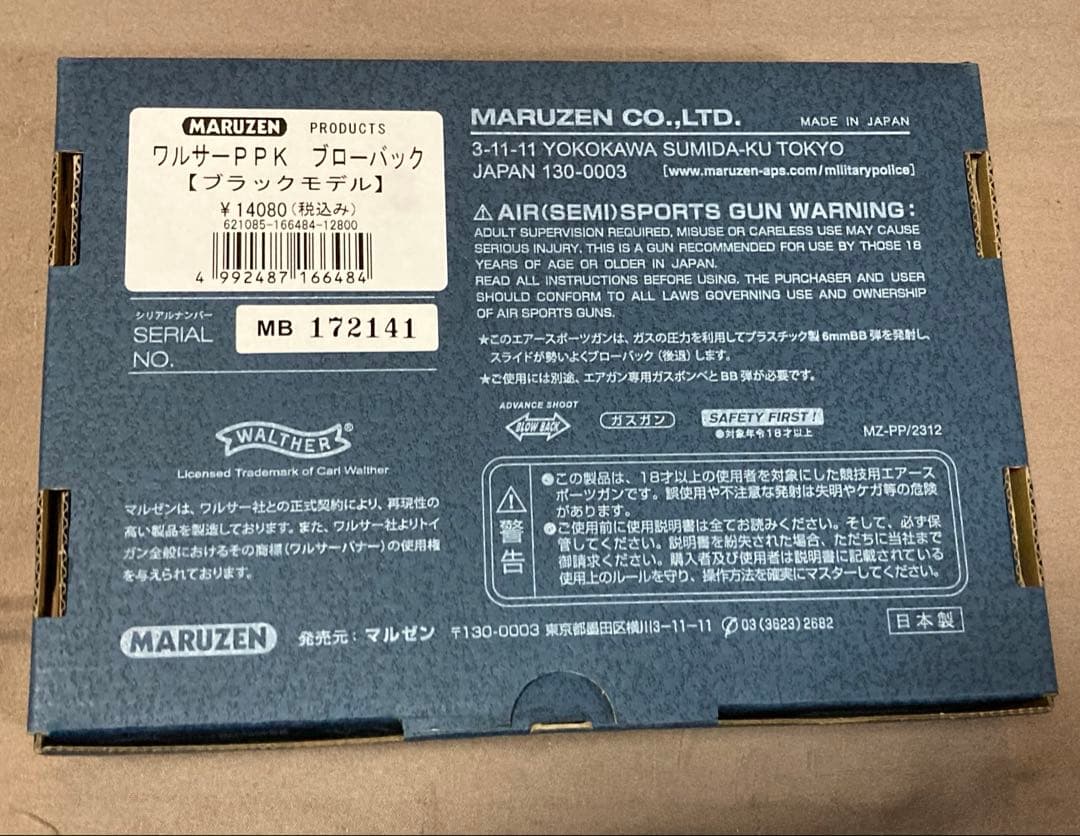 MARUZEN PRODUCTS
ワルサーPPK ブローバック
【ブラックモデル】
￥14080(税込み)
621085-166484-12800
4 992487 166484
シリアルナンバー
SERIAL NO.
MB 172141
WALTHER®
Licensed Trademark of Carl Walther
マルゼンは、ワルサー社との正式契約により、再現性の
高い製品を製造しております。また、ワルサー社よりトイ
ガン全般におけるその商標(ワルサーバナー)の使用権
を与えられております。
MARUZEN CO.,LTD. MADE IN JAPAN
3-11-11 YOKOKAWA SUMIDA-KU TOKYO
JAPAN 130-0003 [www.maruzen-aps.com/militarypolice]
⚠AIR(SEMI)SPORTS GUN WARNING:
ADULT SUPERVISION REQUIRED, MISUSE OR CARELESS USE MAY CAUSE
SERIOUS INJURY. THIS IS A GUN RECOMMENDED FOR USE BY THOSE 18
YEARS OF AGE OR OLDER IN JAPAN.
READ ALL INSTRUCTIONS BEFORE USING. THE PURCHASER AND USER
SHOULD CONFORM TO ALL LAWS GOVERNING USE AND OWNERSHIP
OF AIR SPORTS GUNS.
★このエアースポーツガンは、ガスの圧力を利用してプラスチック製6mmBB弾を発射し、
スライドが勢いよくブローバック(後退)します。
★ご使用には別途、エアガン専用ガスボンベとBB弾が必要です。
ADVANCE SHOOT
BLOW BACK
ガスガン
SAFETY FIRST!
●対象年令18才以上
MZ-PP/2312
⚠警告
●この製品は、18才以上の使用者を対象にした競技用エアース
ポーツガンです。誤使用や不注意な発射は失明やケガ等の危険
があります。
●ご使用前に使用説明書は全てお読みください。そして、必ず保
管してください。説明書を紛失された場合、ただちに当社まで
御請求ください。購入者及び使用者は説明書に記載されている
使用上のルールを守り、操作方法を確実にマスターしてください。
MARUZEN 発売元：マルゼン 〒130-0003 東京都墨田区横川3-11-11 03(3623)2682
日本製